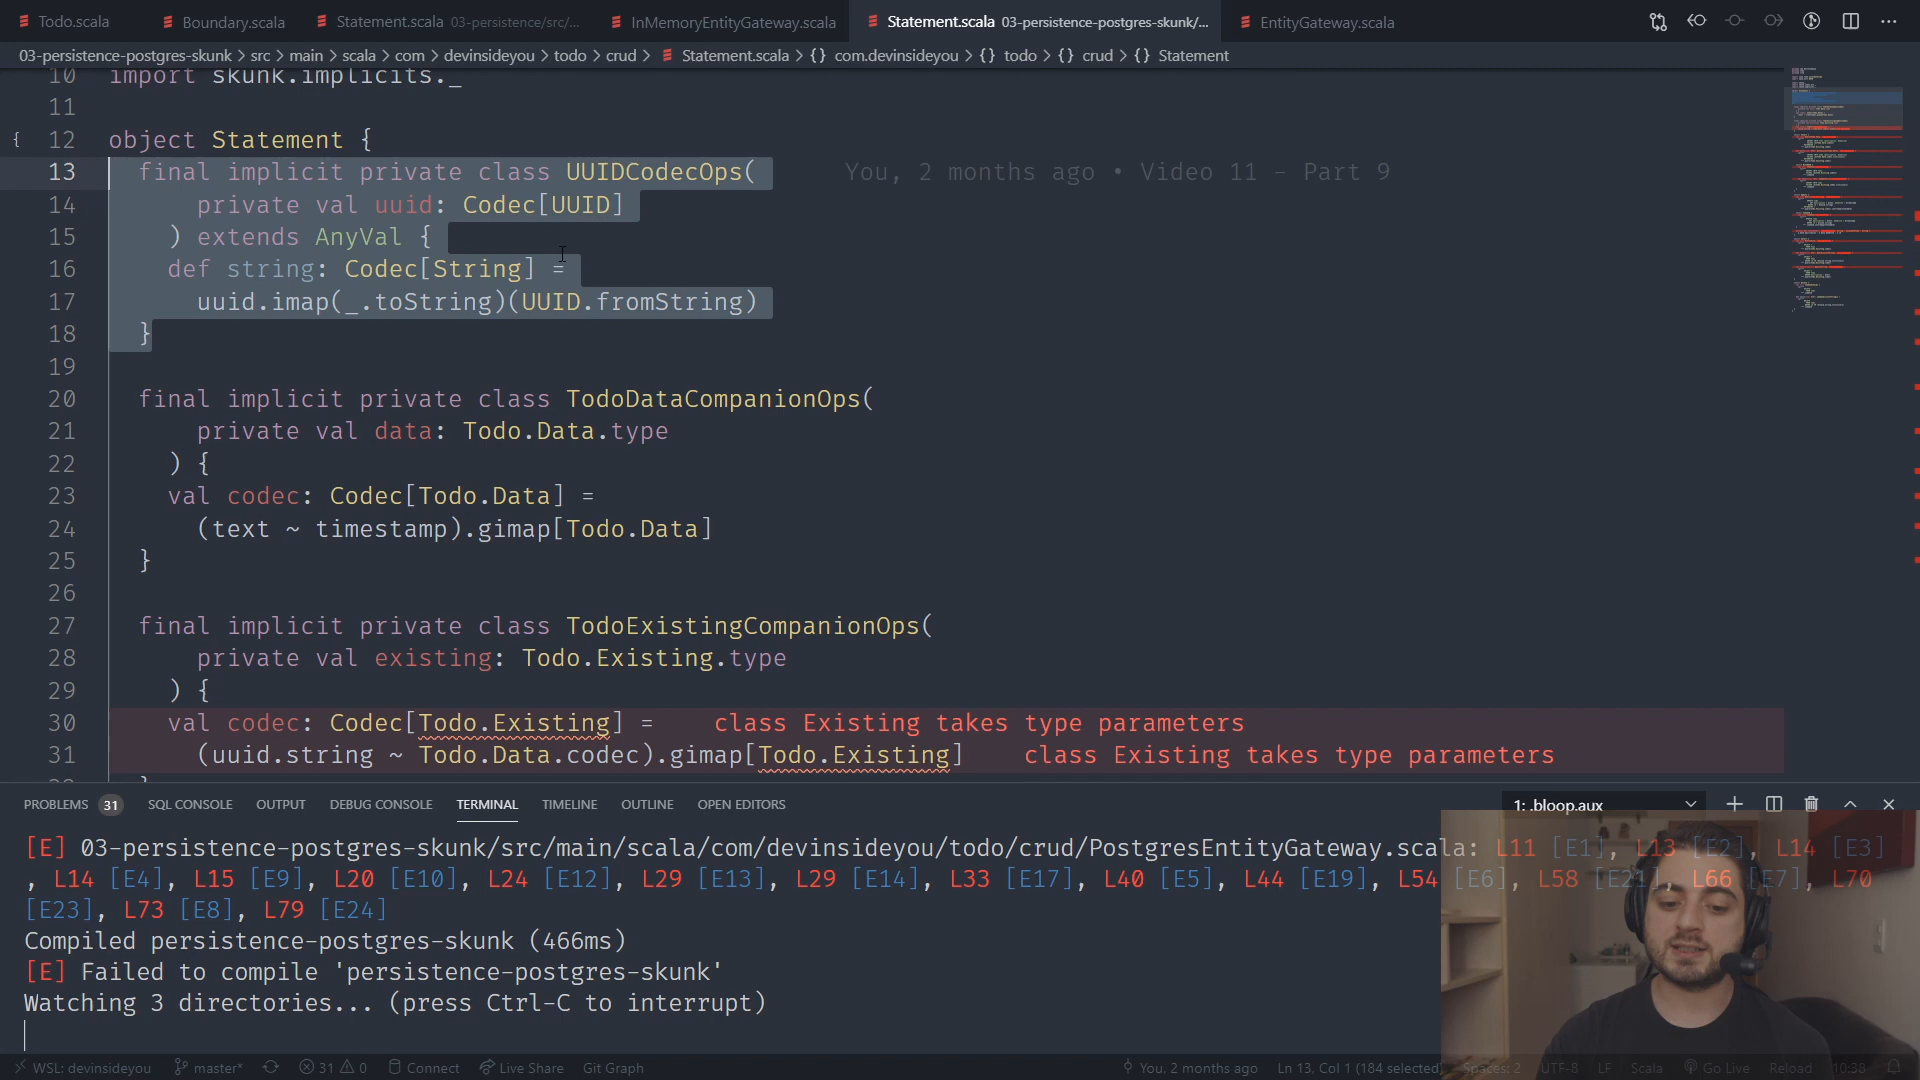 Todo.scala
Boundary.scala
Statement.scala 03-persistence/src/...
InMemoryEntityGateway.scala
Statement.scala 03-persistence-postgres-skunk/...
EntityGateway.scala
03-persistence-postgres-skunk > src > main > scala > com > devinsideyou > todo > crud > Statement.scala > {} com.devinsideyou > {} todo > {} crud > {} Statement
10 import skunk.implicits._
11
12 object Statement {
13 final implicit private class UUIDCodecOps( You, 2 months ago • Video 11 - Part 9
14 private val uuid: Codec[UUID]
15 ) extends AnyVal {
16 def string: Codec[String] =
17 uuid.imap(_.toString)(UUID.fromString)
18 }
19
20 final implicit private class TodoDataCompanionOps(
21 private val data: Todo.Data.type
22 ) {
23 val codec: Codec[Todo.Data] =
24 (text ~ timestamp).gimap[Todo.Data]
25 }
26
27 final implicit private class TodoExistingCompanionOps(
28 private val existing: Todo.Existing.type
29 ) {
30 val codec: Codec[Todo.Existing] = class Existing takes type parameters
31 (uuid.string ~ Todo.Data.codec).gimap[Todo.Existing] class Existing takes type parameters
PROBLEMS 31 SQL CONSOLE OUTPUT DEBUG CONSOLE TERMINAL TIMELINE OUTLINE OPEN EDITORS 1: .bloop.aux
[E] 03-persistence-postgres-skunk/src/main/scala/com/devinsideyou/todo/crud/PostgresEntityGateway.scala: L11 [E1], L13 [E2], L14 [E3]
, L14 [E4], L15 [E9], L20 [E10], L24 [E12], L29 [E13], L29 [E14], L33 [E17], L40 [E5], L44 [E19], L54 [E6], L58 [E21], L66 [E7], L70
[E23], L73 [E8], L79 [E24]
Compiled persistence-postgres-skunk (466ms)
[E] Failed to compile 'persistence-postgres-skunk'
Watching 3 directories... (press Ctrl-C to interrupt)
WSL: devinsideyou master* 31 0 Connect Live Share Git Graph You, 2 months ago Ln 13, Col 1 (184 selected) Spaces: 2 UTF-8 LF Scala Go Live Reload 10:38